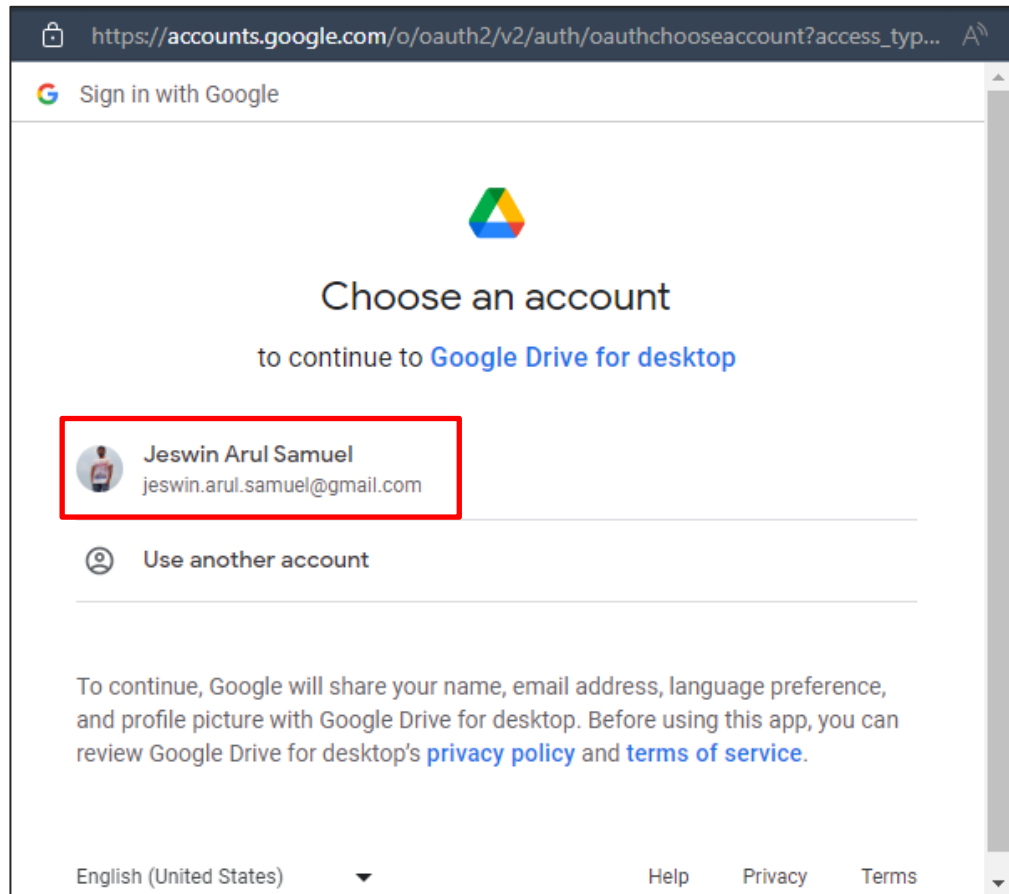 https://accounts.google.com/o/oauth2/v2/auth/oauthchooseaccount?access_typ...
Sign in with Google
Choose an account
to continue to Google Drive for desktop
Jeswin Arul Samuel
jeswin.arul.samuel@gmail.com
Use another account
To continue, Google will share your name, email address, language preference,
and profile picture with Google Drive for desktop. Before using this app, you can
review Google Drive for desktop’s privacy policy and terms of service.
English (United States) Help Privacy Terms